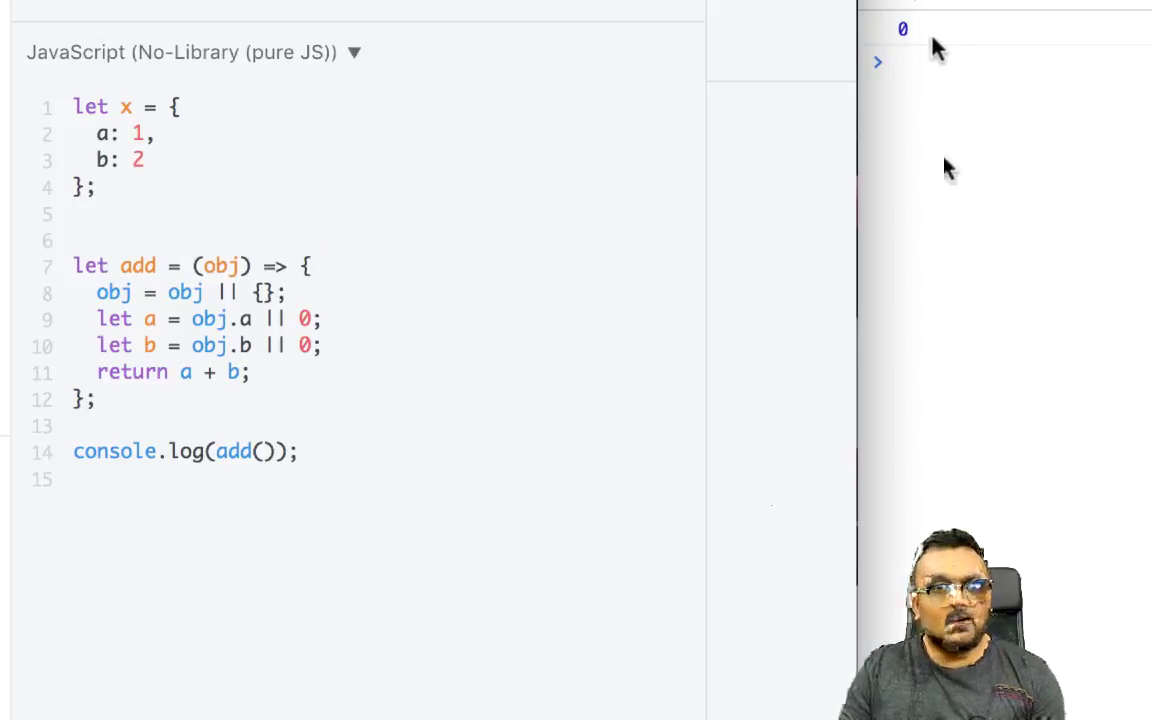 JavaScript (No-Library (pure JS)) ▼
1 let x = {
2   a: 1,
3   b: 2
4 };
5
6
7 let add = (obj) => {
8   obj = obj || {};
9   let a = obj.a || 0;
10   let b = obj.b || 0;
11   return a + b;
12 };
13
14 console.log(add());
15
0
>